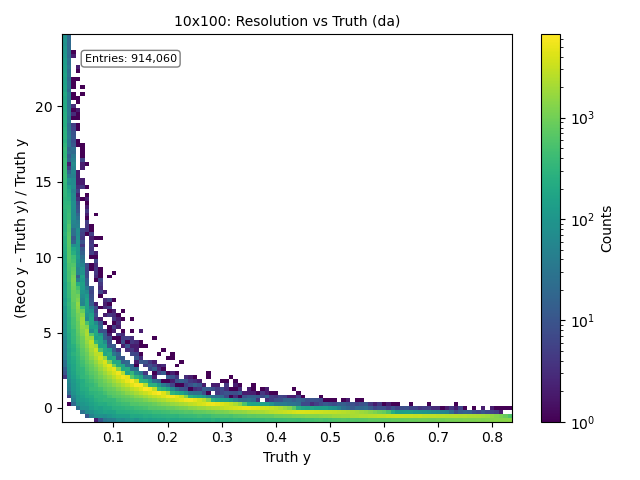 10x100: Resolution vs Truth (da)
Entries: 914,060
(Reco y - Truth y) / Truth y
20
15
10
5
0
0.1 0.2 0.3 0.4 0.5 0.6 0.7 0.8
Truth y
10³
10²
10¹
10⁰
Counts